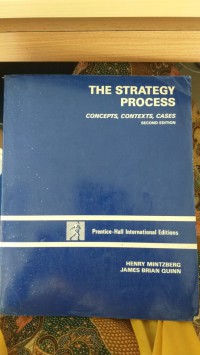 THE STRATEGY
PROCESS
CONCEPTS, CONTEXTS, CASES
SECOND EDITION
Prentice-Hall International Editions
HENRY MINTZBERG
JAMES BRIAN QUINN